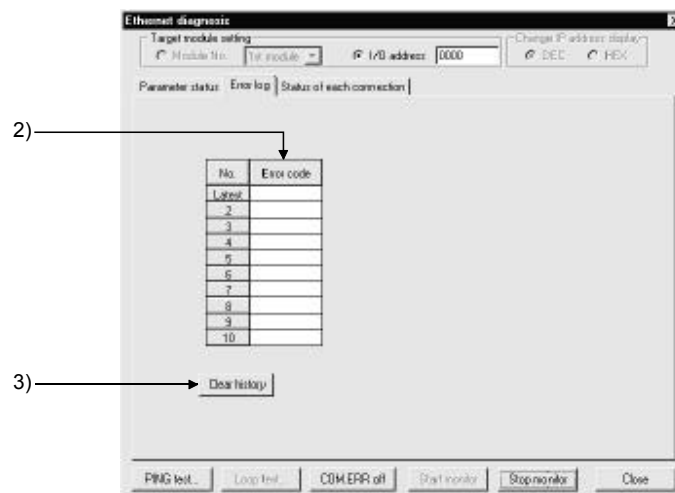 Ethernet diagnosis
Target module setting
Module No. 1st module
I/O address 0000
Change IP address display
DEC HEX
Parameter status Error log Status of each connection
2)
No. Error code
Latest
2
3
4
5
6
7
8
9
10
3)
Clear history
PING test... Loop test... COM.ERR off Start monitor Stop monitor Close